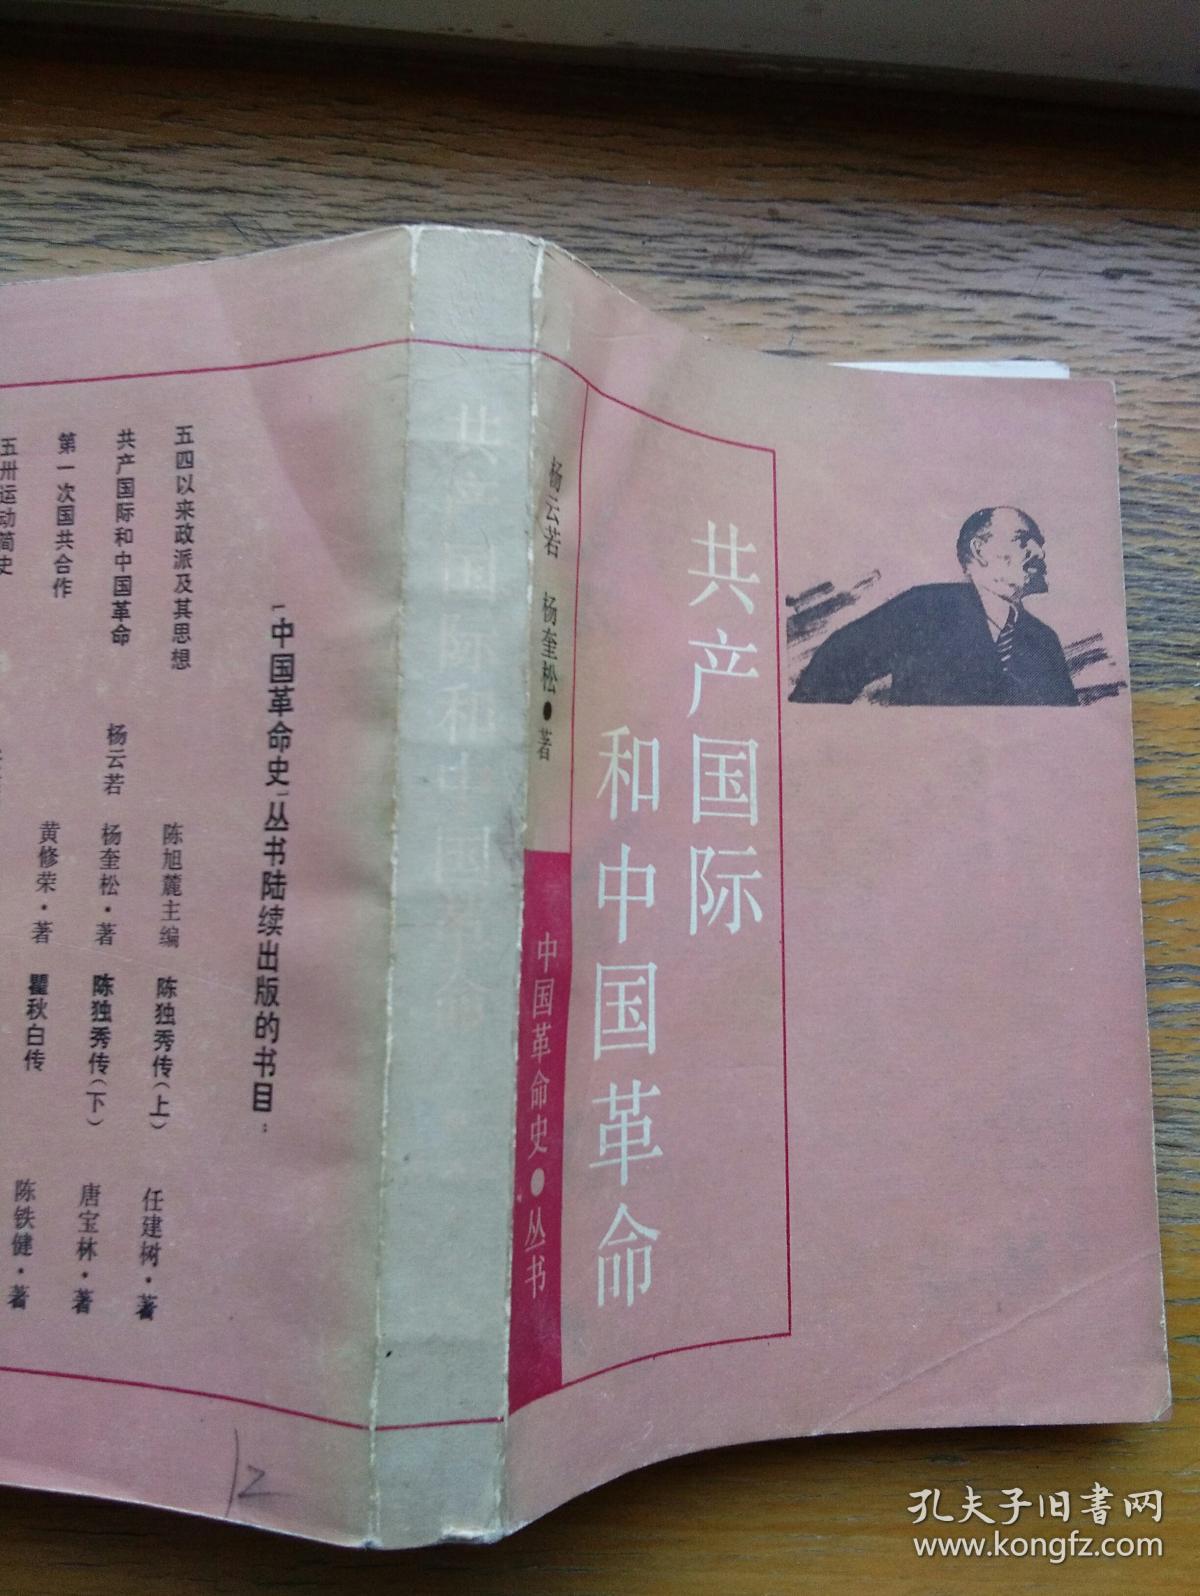 共产国际
和中国革命
杨云若 杨奎松●著
中国革命史●丛书
共产国际和中国革命
「中国革命史」丛书陆续出版的书目：
五四以来政派及其思想 陈旭麓主编
共产国际和中国革命 杨云若 杨奎松·著
第一次国共合作 黄修荣·著
五卅运动简史
陈独秀传（上） 任建树·著
陈独秀传（下） 唐宝林·著
瞿秋白传 陈铁健·著
12
孔夫子旧书网
www.kongfz.com